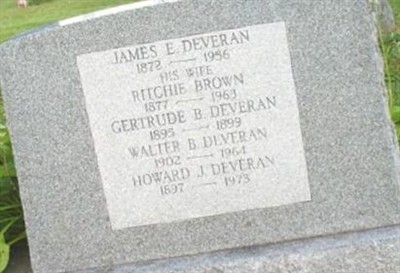 JAMES E. DEVERAN
1872 — 1956
HIS WIFE
RITCHIE BROWN
1877 — 1963
GERTRUDE B. DEVERAN
1895 — 1899
WALTER B. DEVERAN
1902 — 1964
HOWARD J. DEVERAN
1897 — 1973